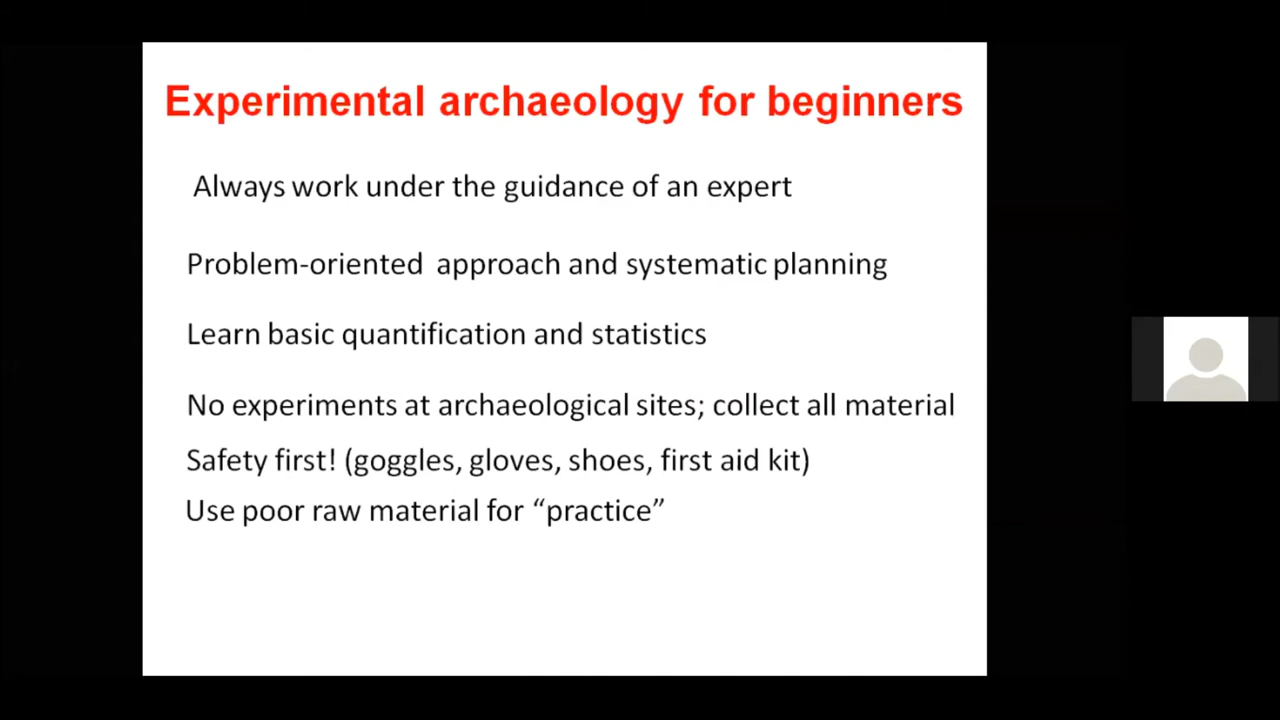 Experimental archaeology for beginners
Always work under the guidance of an expert
Problem-oriented approach and systematic planning
Learn basic quantification and statistics
No experiments at archaeological sites; collect all material
Safety first! (goggles, gloves, shoes, first aid kit)
Use poor raw material for “practice”